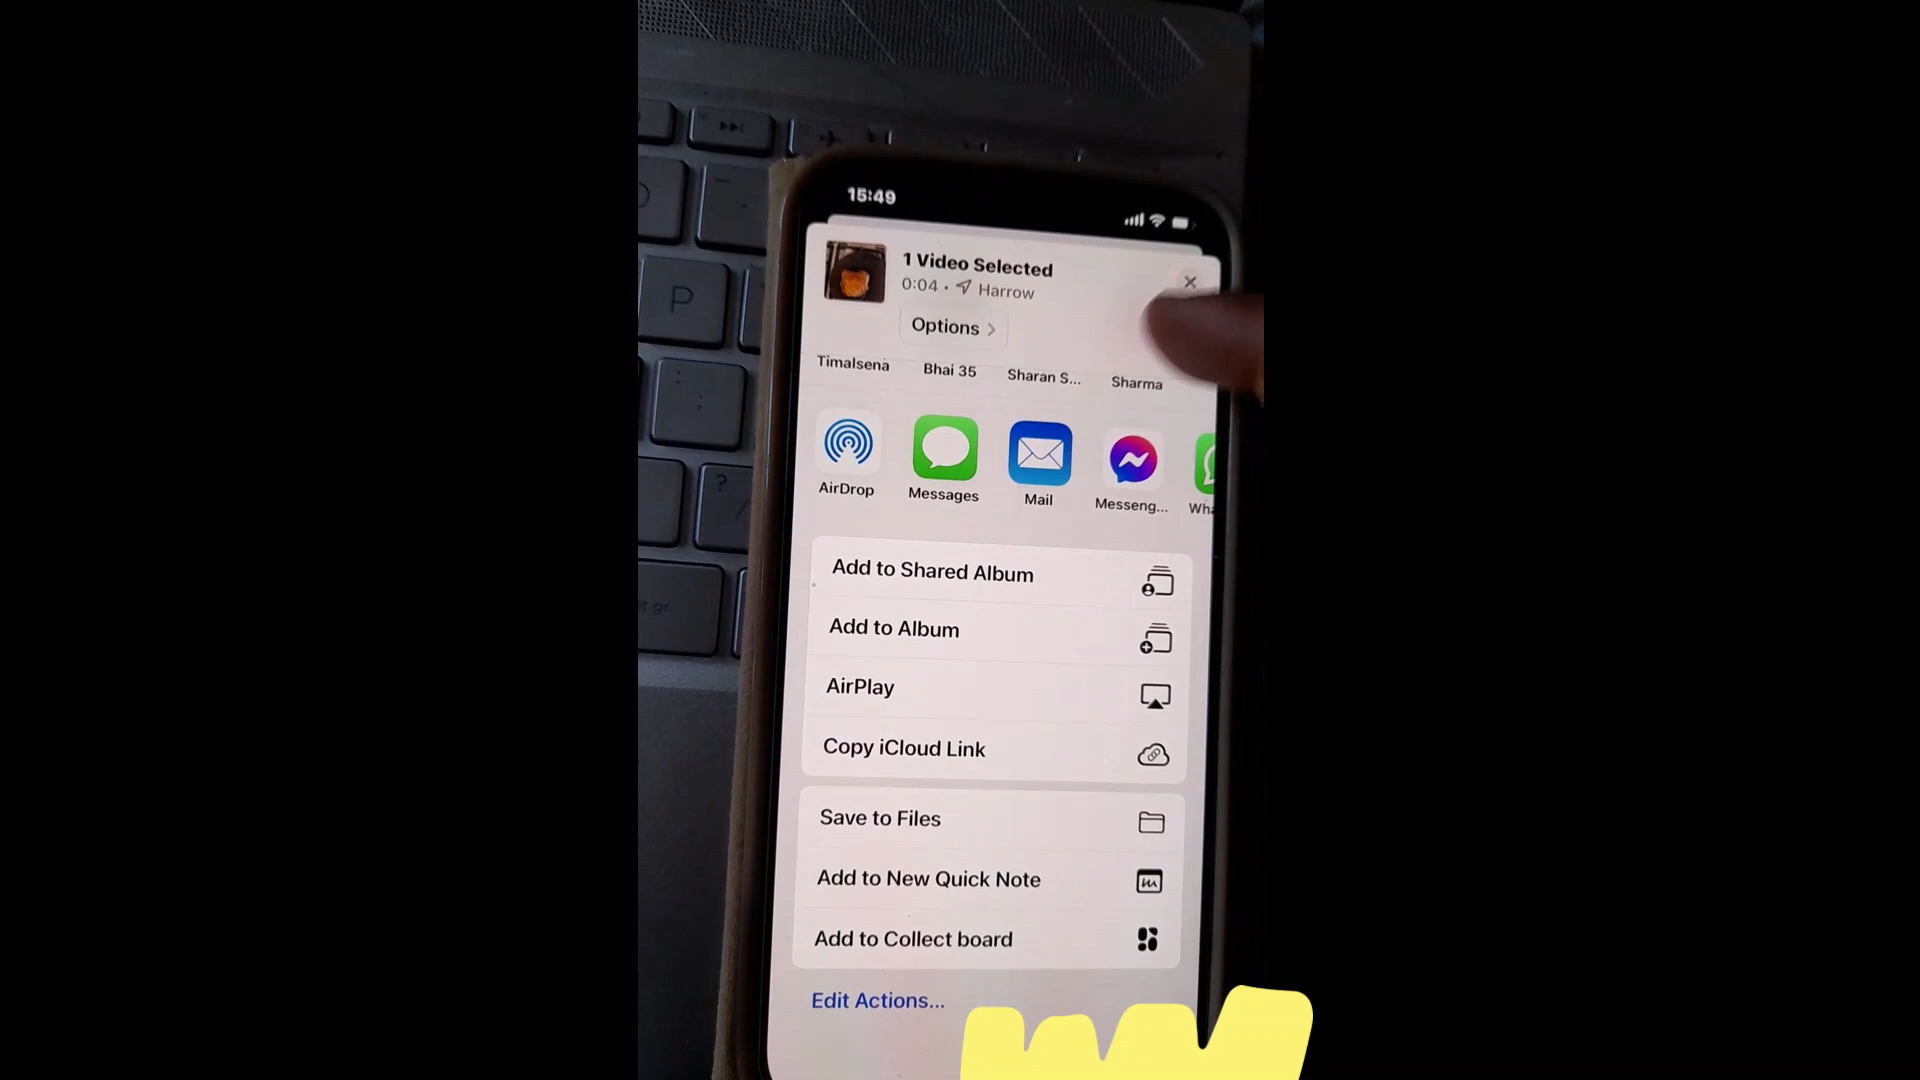 15:49
1 Video Selected
0:04 • Harrow
Options
Timalsena Bhai 35 Sharan S... Sharma
AirDrop Messages Mail Messeng... Wha
Add to Shared Album
Add to Album
AirPlay
Copy iCloud Link
Save to Files
Add to New Quick Note
Add to Collect board
Edit Actions...
P
: ;
? /
lt gr